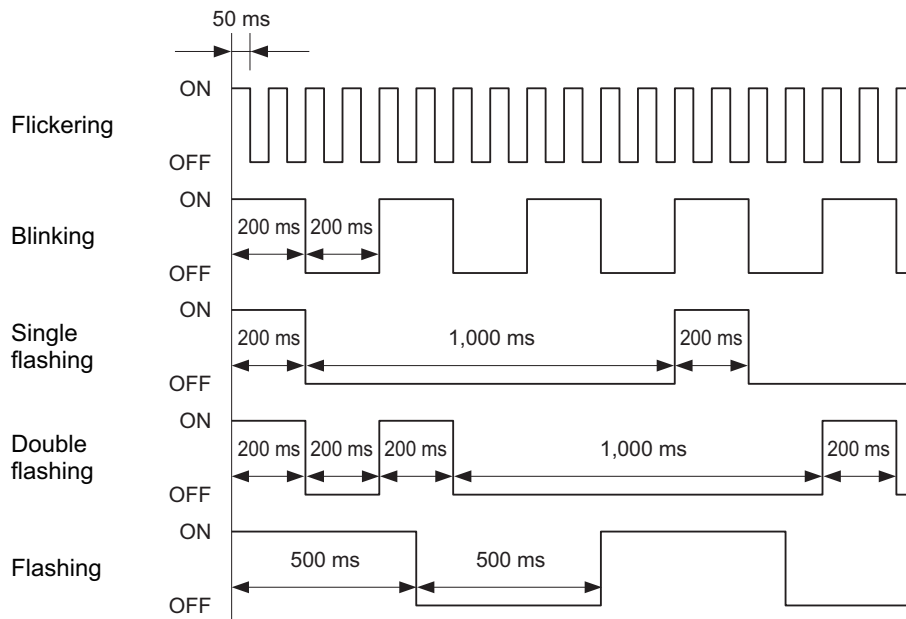 50 ms
ON
Flickering
OFF
ON
Blinking
200 ms 200 ms
OFF
ON
Single
flashing
200 ms 1,000 ms 200 ms
OFF
ON
Double
flashing
200 ms 200 ms 200 ms 1,000 ms 200 ms
OFF
ON
Flashing
500 ms 500 ms
OFF